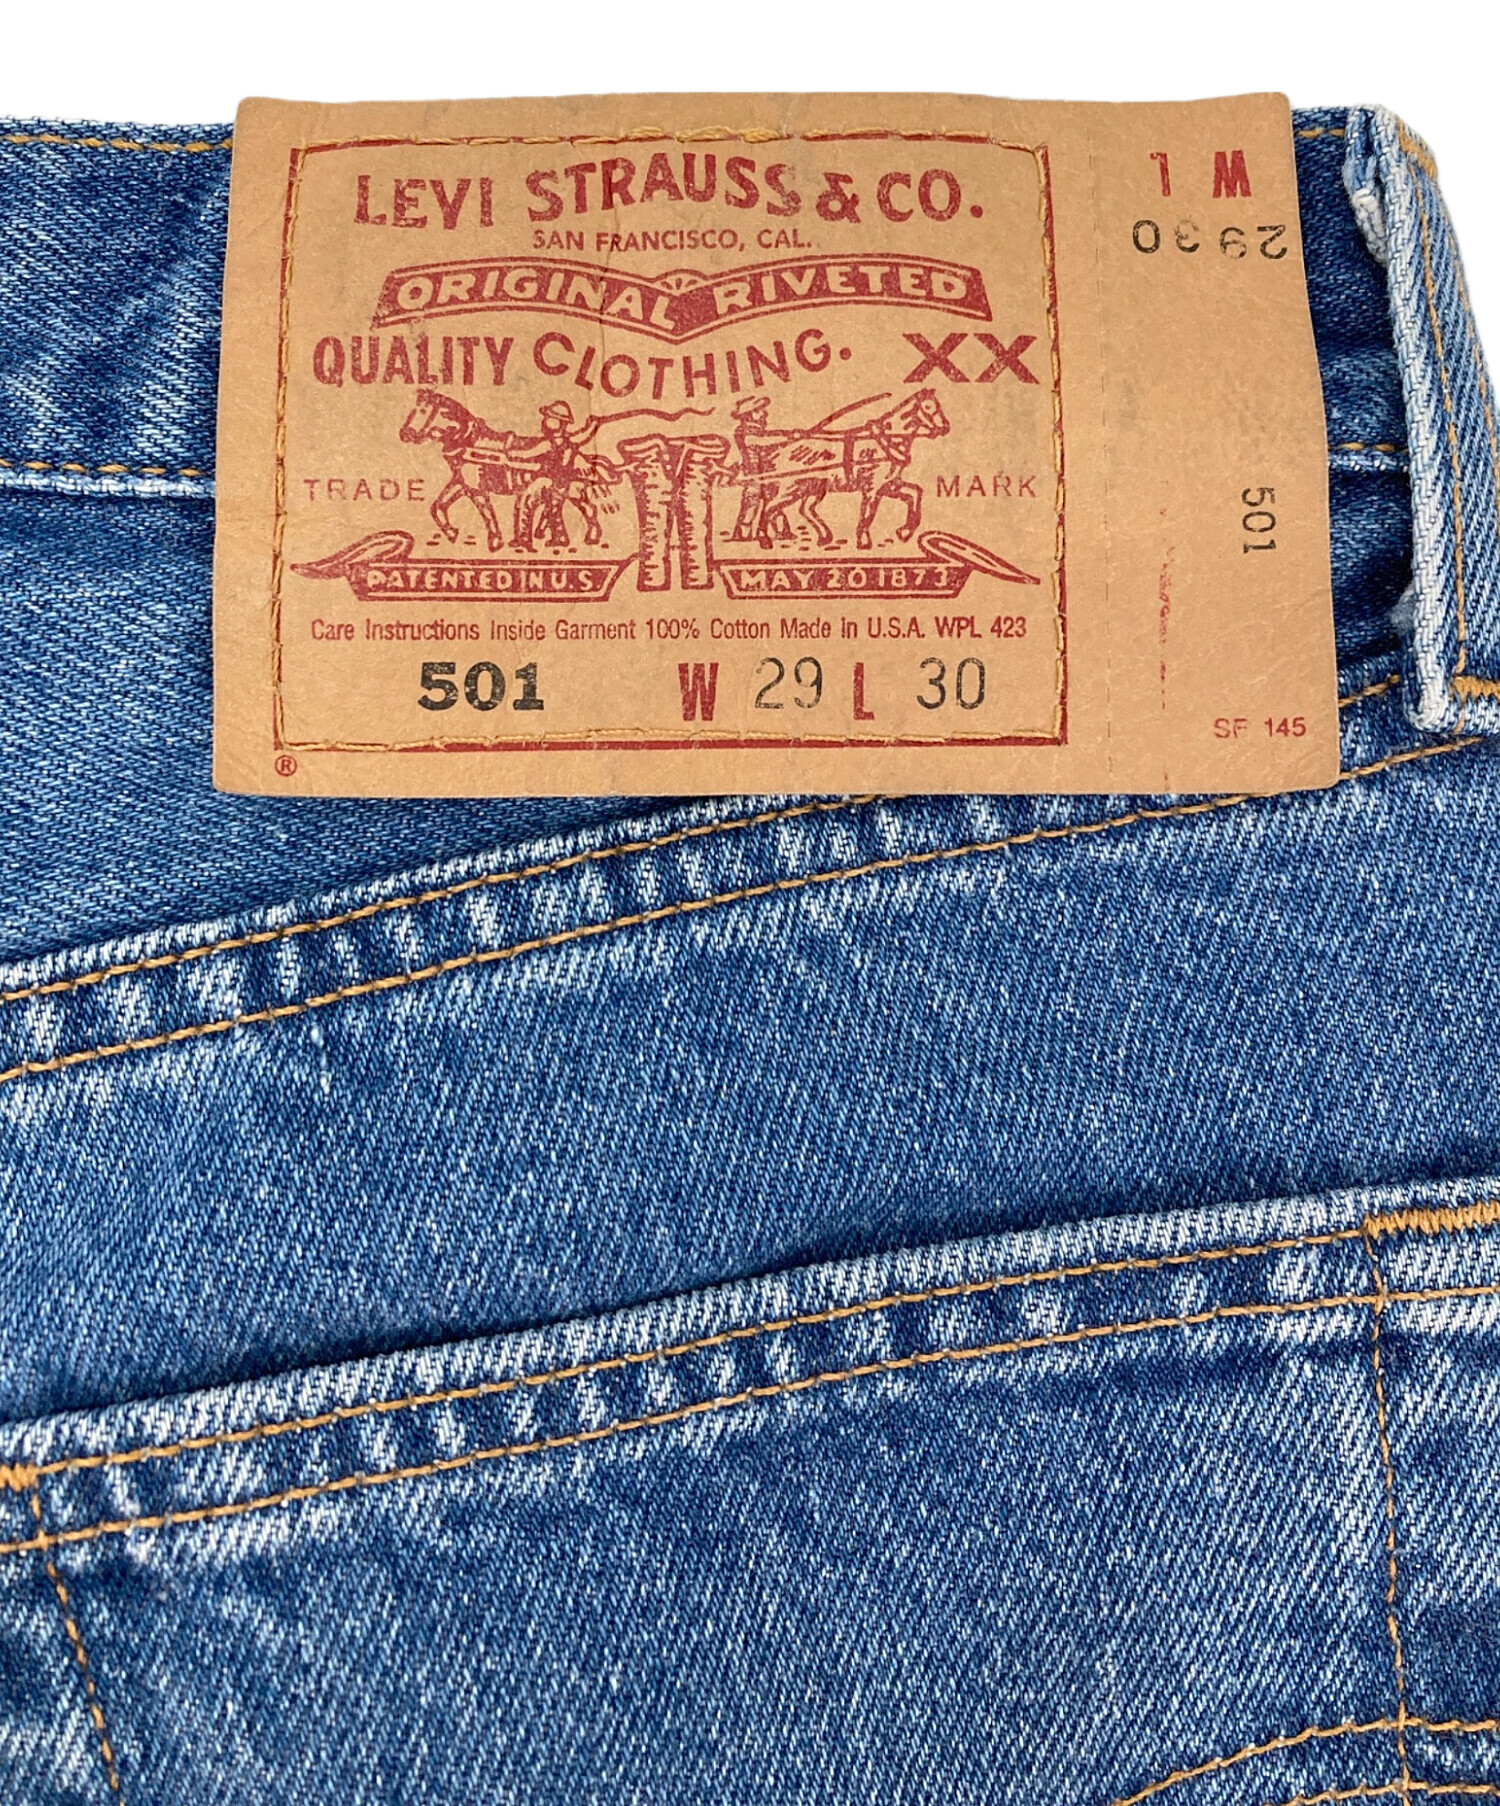 LEVI STRAUSS & CO.
SAN FRANCISCO, CAL.
ORIGINAL RIVETED
QUALITY CLOTHING. XX
TRADE MARK
PATENTED IN U.S. MAY 20 1873
Care Instructions Inside Garment 100% Cotton Made in U.S.A. WPL 423
501 W 29 L 30
®
1 M
2930
501
SF 145